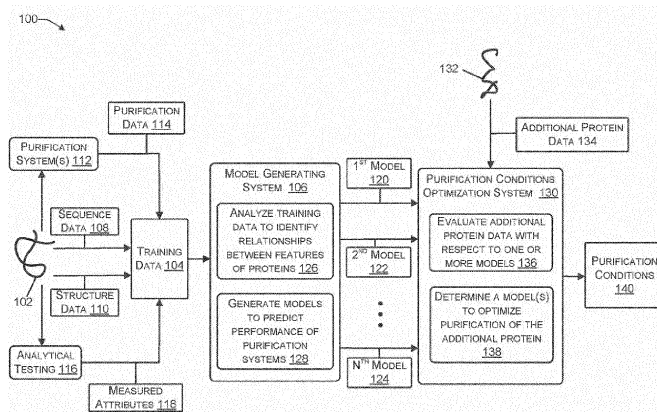 100
132
PURIFICATION
DATA 114
ADDITIONAL PROTEIN
DATA 134
PURIFICATION
SYSTEM(S) 112
SEQUENCE
DATA 108
102
STRUCTURE
DATA 110
TRAINING
DATA 104
ANALYTICAL
TESTING 116
MEASURED
ATTRIBUTES 118
MODEL GENERATING
SYSTEM 106
ANALYZE TRAINING
DATA TO IDENTIFY
RELATIONSHIPS
BETWEEN FEATURES
OF PROTEINS 126
GENERATE MODELS
TO PREDICT
PERFORMANCE OF
PURIFICATION
SYSTEMS 128
1ST MODEL
120
2ND MODEL
122
NTH MODEL
124
PURIFICATION CONDITIONS
OPTIMIZATION SYSTEM 130
EVALUATE ADDITIONAL
PROTEIN DATA WITH
RESPECT TO ONE OR
MORE MODELS 136
DETERMINE A MODEL(S) TO
OPTIMIZE PURIFICATION
OF THE ADDITIONAL
PROTEIN 138
PURIFICATION
CONDITIONS
140